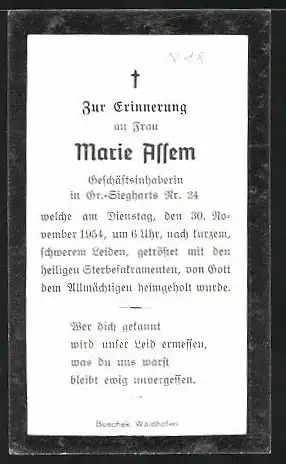 †
Zur Erinnerung
an Frau
Marie Assem
Geschäftsinhaberin
in Gr.-Siegharts Nr. 24
welche am Dienstag, den 30. No-
vember 1954, um 6 Uhr, nach kurzem,
schwerem Leiden, getröstet mit den
heiligen Sterbesakramenten, von Gott
dem Allmächtigen heimgeholt wurde.
Wer dich gekannt
wird unser Leid ermessen,
was du uns warst
bleibt ewig unvergessen.
Buschek, Waidhofen